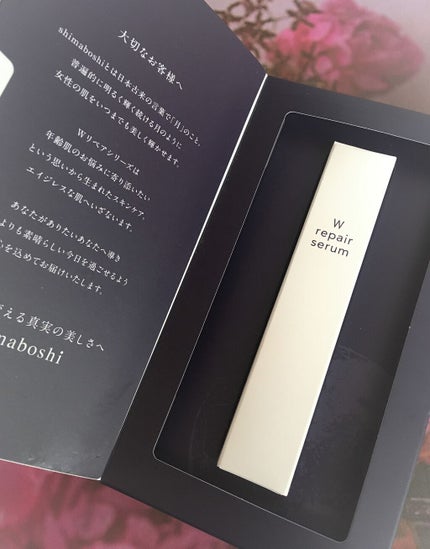 大切なお客様へ
shimaboshiとは日本古来の言葉で「月」のこと。
普遍的に明るく輝く続ける月のように
女性の肌をいつまでも美しく輝かせます。
Wリペアシリーズは
年齢肌のお悩みに寄り添いたい
という思いから生まれたスキンケア。
エイジレスな肌へいざないます。
あなたがありたいあなたへ導き
よりも素晴らしい今日を過ごせるよう
心を込めてお届けいたします。
える真実の美しさへ
maboshi
W
repair
serum